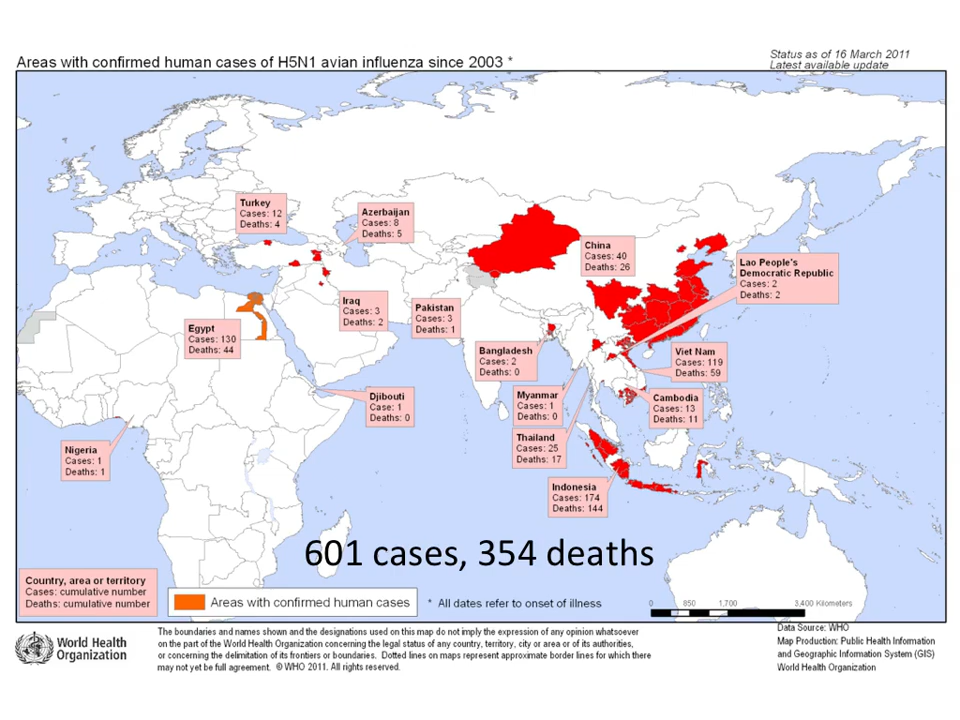 Status as of 16 March 2011
Latest available update
Areas with confirmed human cases of H5N1 avian influenza since 2003 *
Turkey
Cases: 12
Deaths: 4
Azerbaijan
Cases: 8
Deaths: 5
China
Cases: 40
Deaths: 26
Lao People's
Democratic Republic
Cases: 2
Deaths: 2
Iraq
Cases: 3
Deaths: 2
Pakistan
Cases: 3
Deaths: 1
Egypt
Cases: 130
Deaths: 44
Bangladesh
Cases: 2
Deaths: 0
Viet Nam
Cases: 119
Deaths: 59
Djibouti
Case: 1
Deaths: 0
Myanmar
Cases: 1
Deaths: 0
Cambodia
Cases: 13
Deaths: 11
Thailand
Cases: 25
Deaths: 17
Nigeria
Cases: 1
Deaths: 1
Indonesia
Cases: 174
Deaths: 144
601 cases, 354 deaths
Country, area or territory
Cases: cumulative number
Deaths: cumulative number
Areas with confirmed human cases
* All dates refer to onset of illness
0 850 1,700 3,400 Kilometers
World Health
Organization
The boundaries and names shown and the designations used on this map do not imply the expression of any opinion whatsoever
on the part of the World Health Organization concerning the legal status of any country, territory, city or area or of its authorities,
or concerning the delimitation of its frontiers or boundaries. Dotted lines on maps represent approximate border lines for which there
may not yet be full agreement. © WHO 2011. All rights reserved.
Data Source: WHO
Map Production: Public Health Information
and Geographic Information System (GIS)
World Health Organization